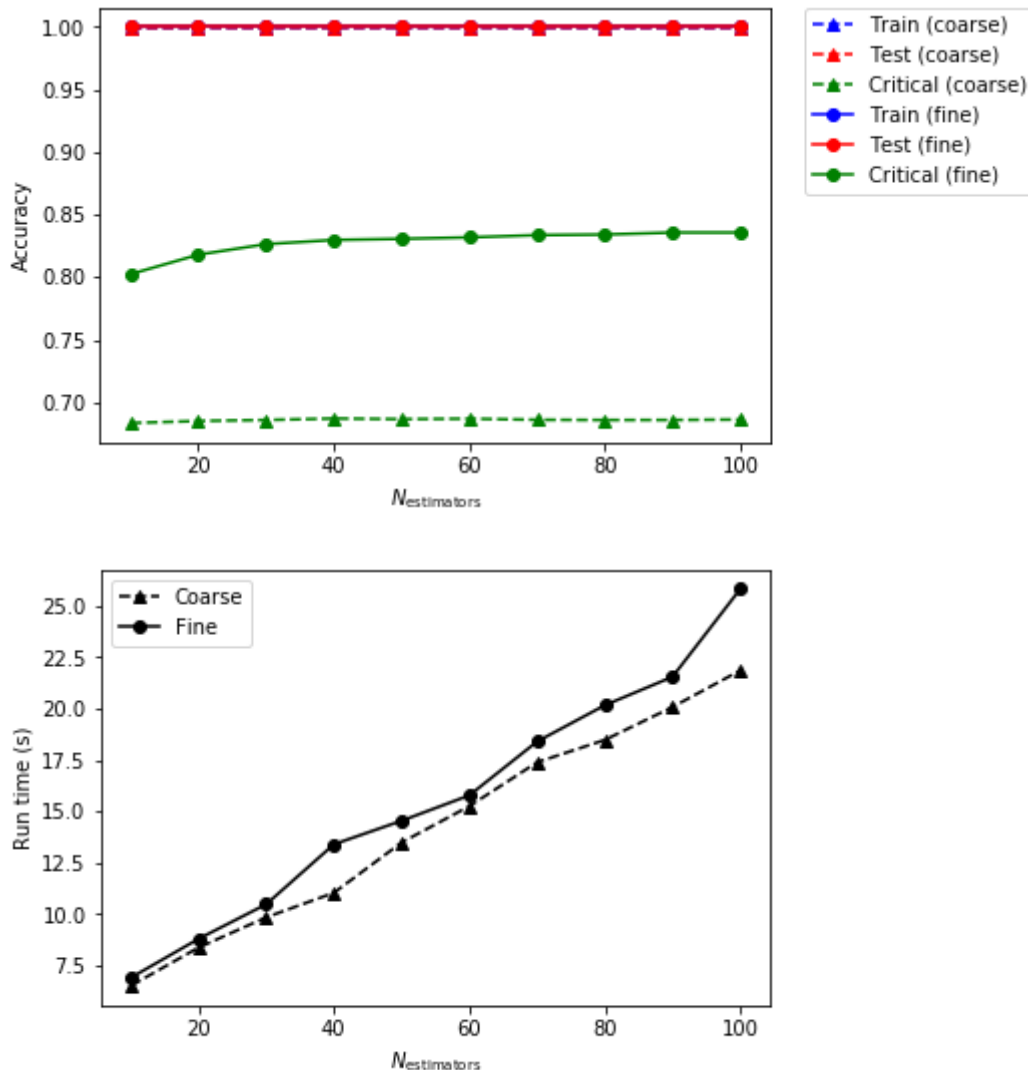 1.00
0.95
0.90
0.85
0.80
0.75
0.70
Accuracy
20 40 60 80 100
N_estimators
Train (coarse)
Test (coarse)
Critical (coarse)
Train (fine)
Test (fine)
Critical (fine)
25.0
22.5
20.0
17.5
15.0
12.5
10.0
7.5
Run time (s)
Coarse
Fine
20 40 60 80 100
N_estimators